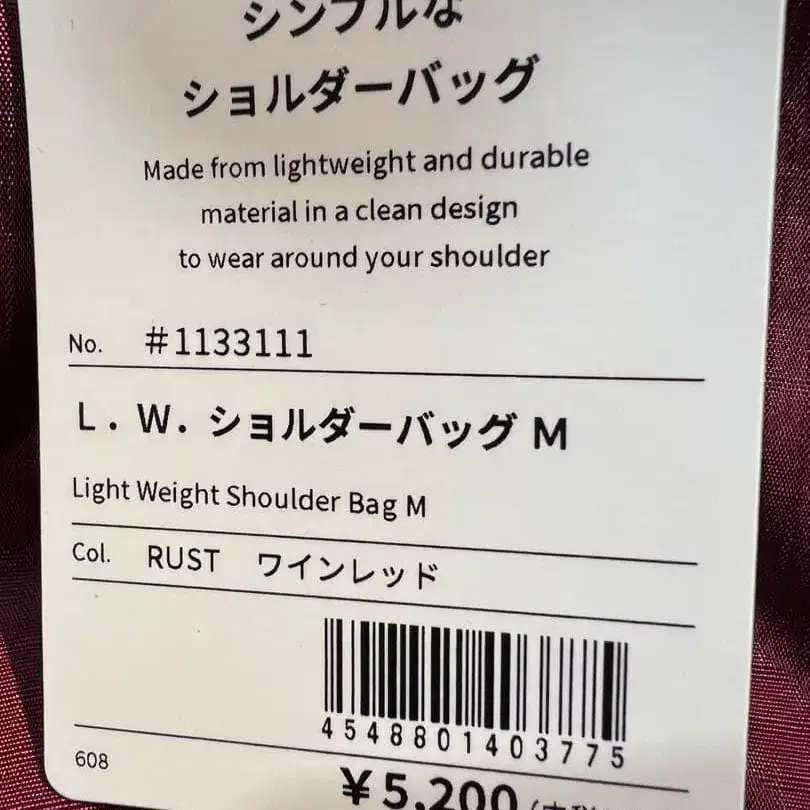 シンプルな
ショルダーバッグ
Made from lightweight and durable
material in a clean design
to wear around your shoulder
No. #1133111
L. W. ショルダーバッグ M
Light Weight Shoulder Bag M
Col. RUST ワインレッド
4548801403775
608
¥5,200